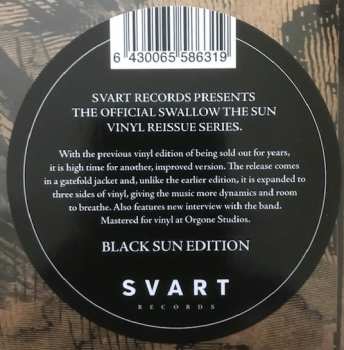 6 430065 586319
SVART RECORDS PRESENTS
THE OFFICIAL SWALLOW THE SUN
VINYL REISSUE SERIES.
With the previous vinyl edition of being sold out for years,
it is high time for another, improved version. The release comes
in a gatefold jacket and, unlike the earlier edition, it is expanded to
three sides of vinyl, giving the music more dynamics and room
to breathe. Also features new interview with the band.
Mastered for vinyl at Orgone Studios.
BLACK SUN EDITION
SVART
RECORDS